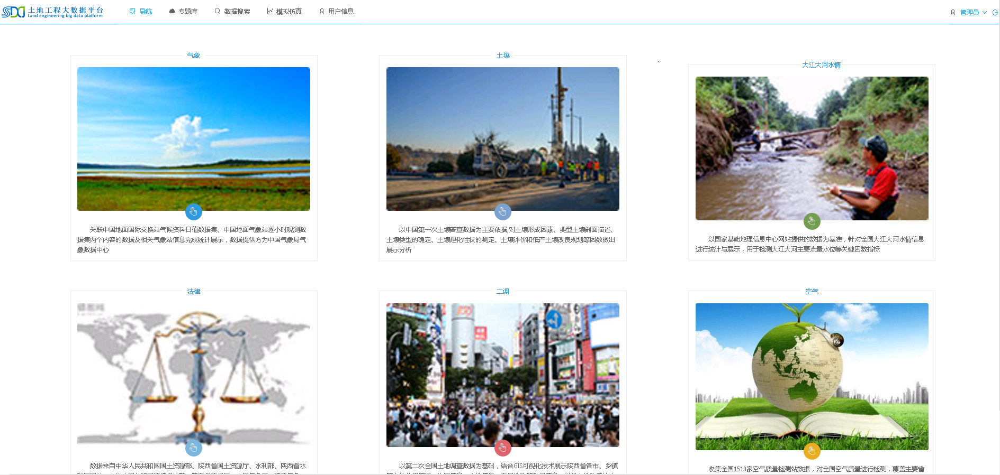 土地工程大数据平台
Land engineering big data platform
导航 专题库 数据搜索 模拟仿真 用户信息
管理员
气象
关联中国地面国际交换站气候资料日值数据集、中国地面气象站逐小时观测数
据集两个内容的数据及相关气象站信息完成统计展示，数据提供方为中国气象局气
象数据中心
土壤
以中国第一次土壤普查数据为主要依据,对土壤形成因素、典型土壤剖面描述、
土壤类型的确定、土壤理化性状的测定、土壤评价和低产土壤改良规划等因数做出
展示分析
大江大河水情
以国家基础地理信息中心网站提供的数据为基准，针对全国大江大河水情信息
进行统计与展示，用于检测大江大河主要流量水位等关键因数指标
法律
数据来自中华人民共和国国土资源部、陕西省国土资源厅、水利部、陕西省水
二调
以第二次全国土地调查数据为基础，结合GIS可视化技术展示陕西省各市、乡镇
空气
收集全国1510家空气质量检测站数据，对全国空气质量进行检测，覆盖主要省